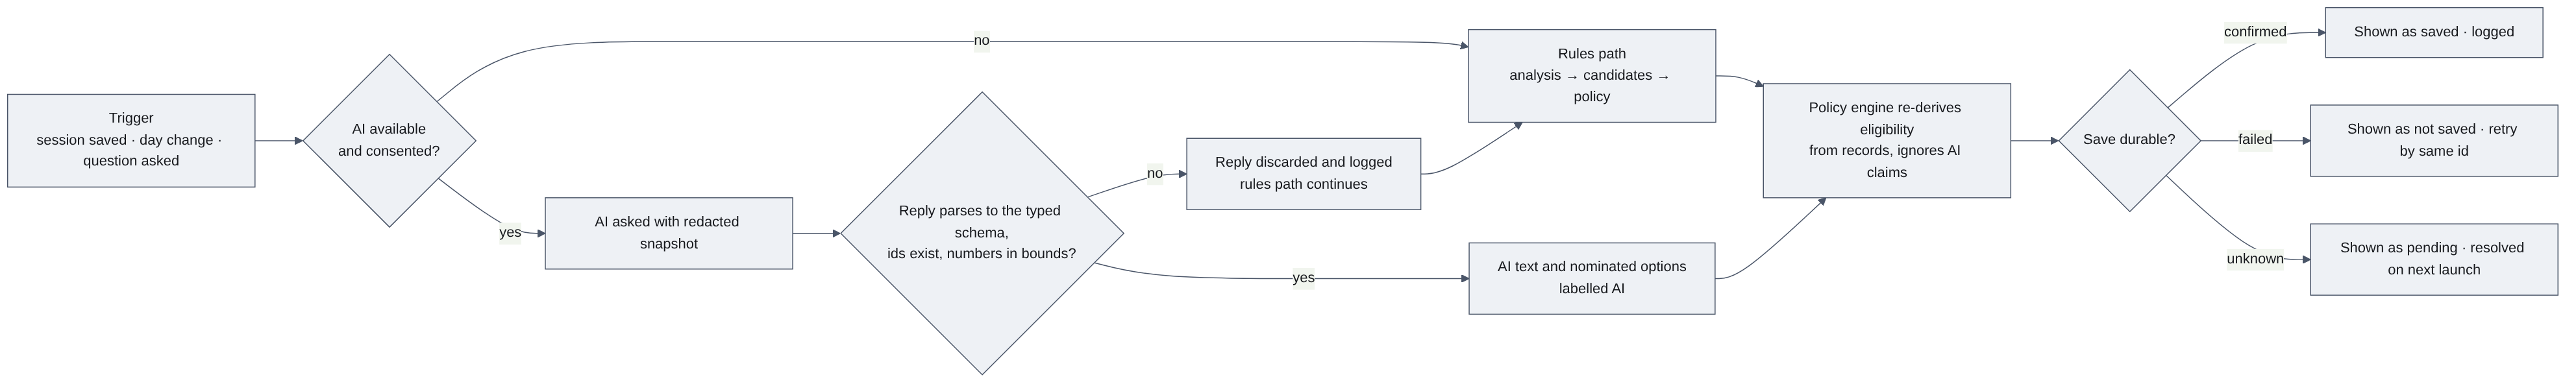 Trigger
session saved · day change ·
question asked
AI available
and consented?
no
yes
AI asked with redacted
snapshot
Reply parses to the typed
schema,
ids exist, numbers in bounds?
no
yes
Reply discarded and logged
rules path continues
Rules path
analysis → candidates →
policy
AI text and nominated options
labelled AI
Policy engine re-derives
eligibility
from records, ignores AI
claims
Save durable?
confirmed
failed
unknown
Shown as saved · logged
Shown as not saved · retry
by same id
Shown as pending · resolved
on next launch